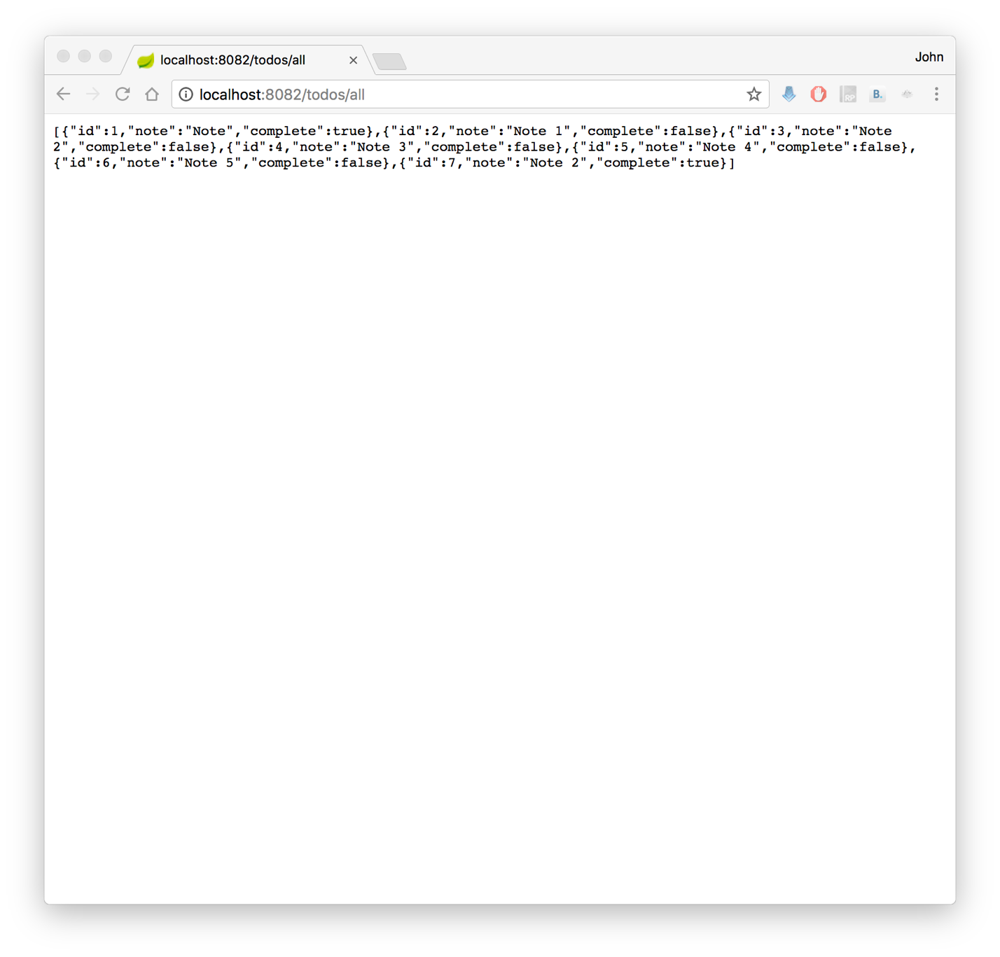 localhost:8082/todos/all
John
localhost:8082/todos/all
RP
B.
[{"id":1,"note":"Note","complete":true},{"id":2,"note":"Note 1","complete":false},{"id":3,"note":"Note
2","complete":false},{"id":4,"note":"Note 3","complete":false},{"id":5,"note":"Note 4","complete":false},
{"id":6,"note":"Note 5","complete":false},{"id":7,"note":"Note 2","complete":true}]